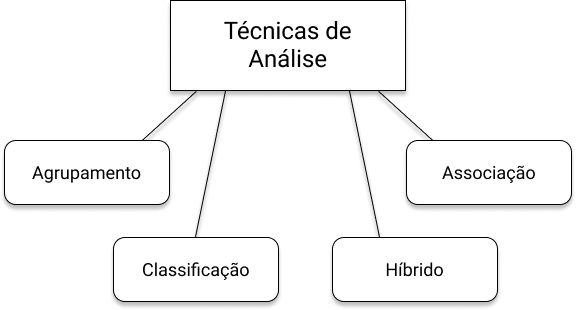 Técnicas de
Análise
Agrupamento
Associação
Classificação
Híbrido